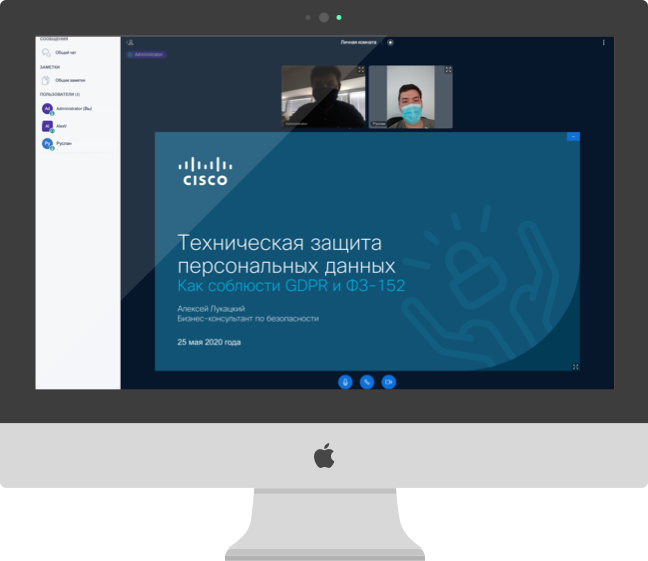 СООБЩЕНИЯ
Общий чат
ЗАМЕТКИ
Общие заметки
ПОЛЬЗОВАТЕЛИ (3)
Ad
Administrator (Вы)
Al
AlexV
Ру
Руслан
Личная комната
Administrator
Administrator
Руслан
CISCO
Техническая защита
персональных данных
Как соблюсти GDPR и ФЗ-152
Алексей Лукацкий
Бизнес-консультант по безопасности
25 мая 2020 года